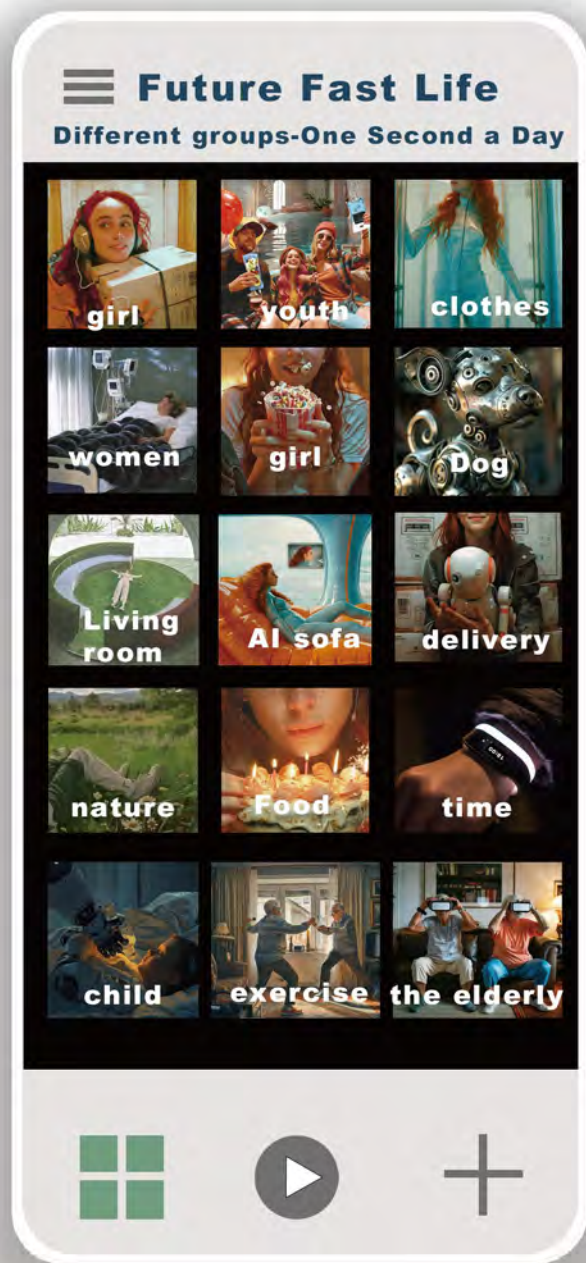 Future Fast Life
Different groups-One Second a Day
girl
youth
clothes
women
girl
Dog
Living
room
AI sofa
delivery
nature
Food
time
child
exercise
the elderly